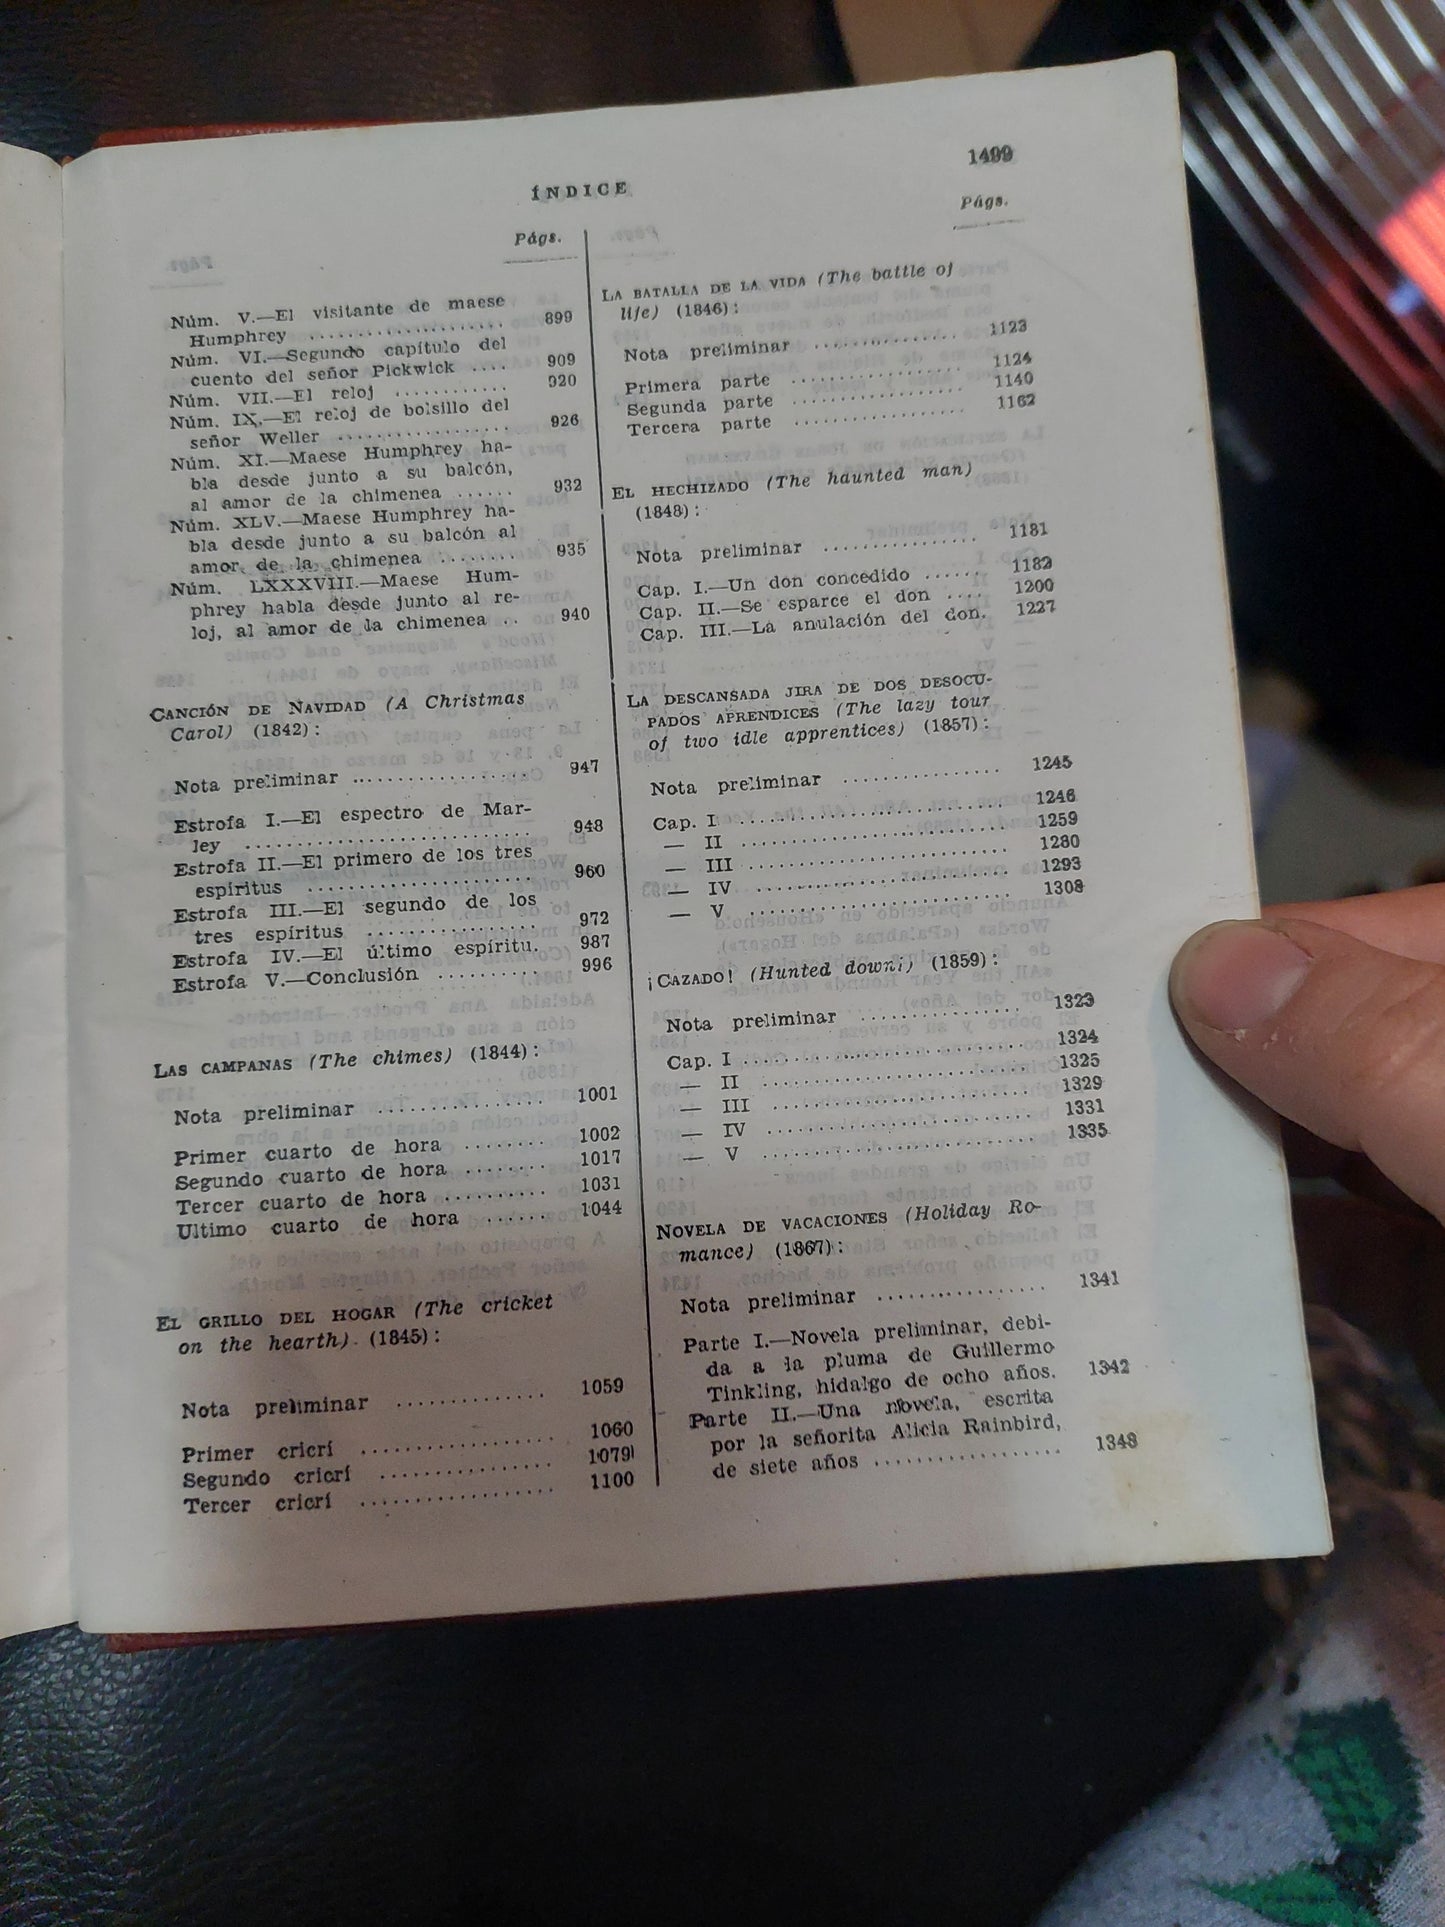 1499
ÍNDICE
Págs.
Núm. V.—El visitante de maese
Humphrey .................... 899
Núm. VI.—Segundo capítulo del
cuento del señor Pickwick .... 909
Núm. VII.—El reloj ............ 920
Núm. IX.—El reloj de bolsillo del
señor Weller .................. 926
Núm. XI.—Maese Humphrey ha-
bla desde junto a su balcón,
al amor de la chimenea ...... 932
Núm. XLV.—Maese Humphrey ha-
bla desde junto a su balcón al
amor de la chimenea ........ 935
Núm. LXXXVIII.—Maese Hum-
phrey habla desde junto al re-
loj, al amor de la chimenea .. 940
CANCIÓN DE NAVIDAD (A Christmas
Carol) (1842):
Nota preliminar .................. 947
Estrofa I.—El espectro de Mar-
ley ............................ 948
Estrofa II.—El primero de los tres
espíritus ...................... 960
Estrofa III.—El segundo de los
tres espíritus ................. 972
Estrofa IV.—El último espíritu. 987
Estrofa V.—Conclusión .......... 996
LAS CAMPANAS (The chimes) (1844):
Nota preliminar ................. 1001
Primer cuarto de hora ........ 1002
Segundo cuarto de hora ........ 1017
Tercer cuarto de hora .......... 1031
Ultimo cuarto de hora ...... 1044
EL GRILLO DEL HOGAR (The cricket
on the hearth) (1845):
Nota preliminar ............... 1059
Primer cricrí ................... 1060
Segundo cricrí ................. 1079
Tercer cricrí ................... 1100
Págs.
LA BATALLA DE LA VIDA (The battle of
life) (1846):
Nota preliminar ............... 1123
Primera parte .................. 1124
Segunda parte .................. 1140
Tercera parte .................. 1162
EL HECHIZADO (The haunted man)
(1848):
Nota preliminar ................ 1181
Cap. I.—Un don concedido ...... 1182
Cap. II.—Se esparce el don .... 1200
Cap. III.—La anulación del don. 1227
LA DESCANSADA JIRA DE DOS DESOCU-
PADOS APRENDICES (The lazy tour
of two idle apprentices) (1857):
Nota preliminar ................ 1245
Cap. I ........................... 1246
— II ........................... 1259
— III .......................... 1280
— IV .......................... 1293
— V ........................... 1308
¡CAZADO! (Hunted down¡) (1859):
Nota preliminar ................ 1323
Cap. I ........................... 1324
— II ........................... 1325
— III .......................... 1329
— IV .......................... 1331
— V ........................... 1335
NOVELA DE VACACIONES (Holiday Ro-
mance) (1867):
Nota preliminar ................. 1341
Parte I.—Novela preliminar, debi-
da a la pluma de Guillermo
Tinkling, hidalgo de ocho años. 1342
Parte II.—Una novela, escrita
por la señorita Alicia Rainbird,
de siete años .................. 1348